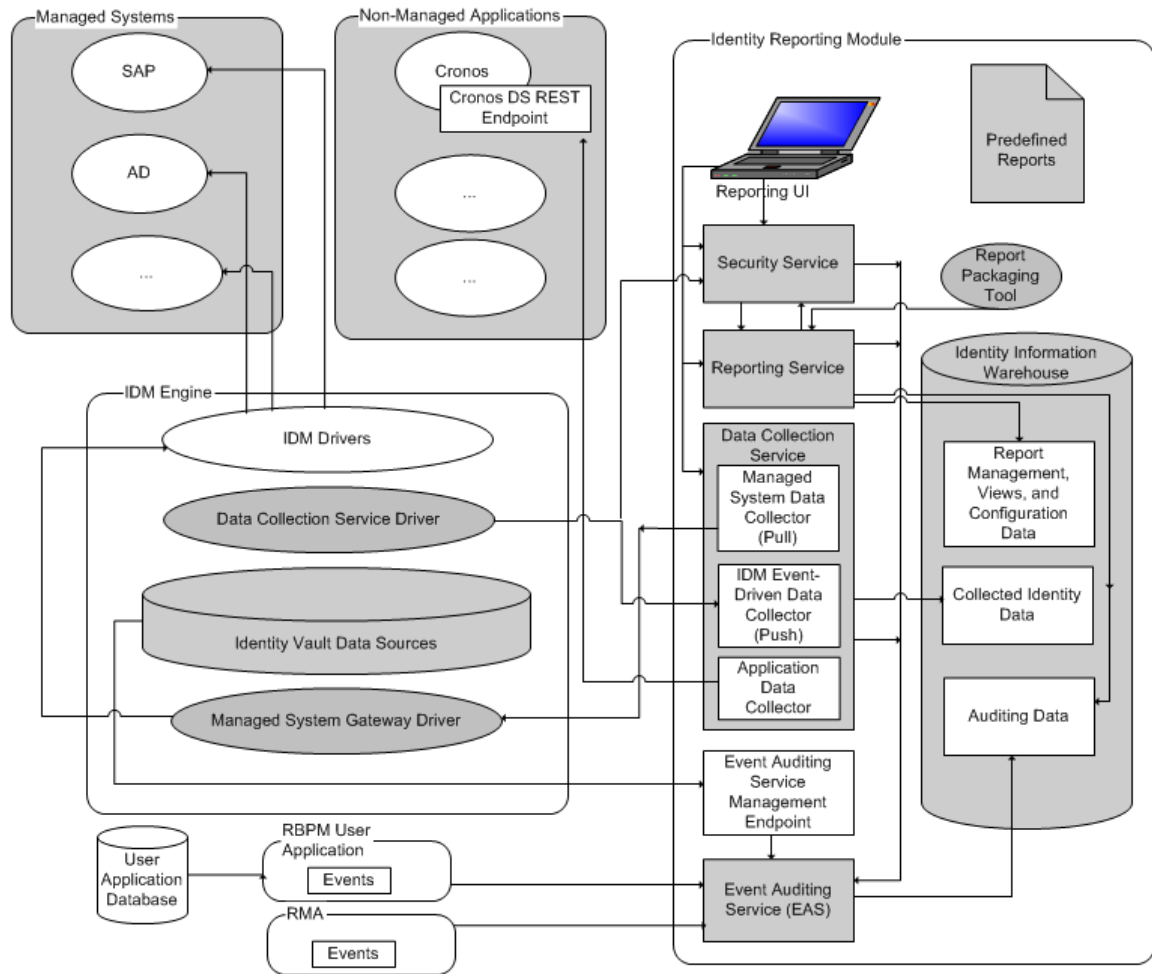 Managed Systems
SAP
AD
...
Non-Managed Applications
Cronos
Cronos DS REST
Endpoint
...
...
Identity Reporting Module
Reporting UI
Predefined
Reports
Security Service
Report
Packaging
Tool
Reporting Service
Identity Information
Warehouse
IDM Engine
IDM Drivers
Data Collection Service Driver
Identity Vault Data Sources
Managed System Gateway Driver
Data Collection
Service
Managed
System Data
Collector
(Pull)
IDM Event-
Driven Data
Collector
(Push)
Application
Data
Collector
Report
Management,
Views, and
Configuration
Data
Collected Identity
Data
Auditing Data
Event Auditing
Service
Management
Endpoint
Event Auditing
Service (EAS)
User
Application
Database
RBPM User
Application
Events
RMA
Events